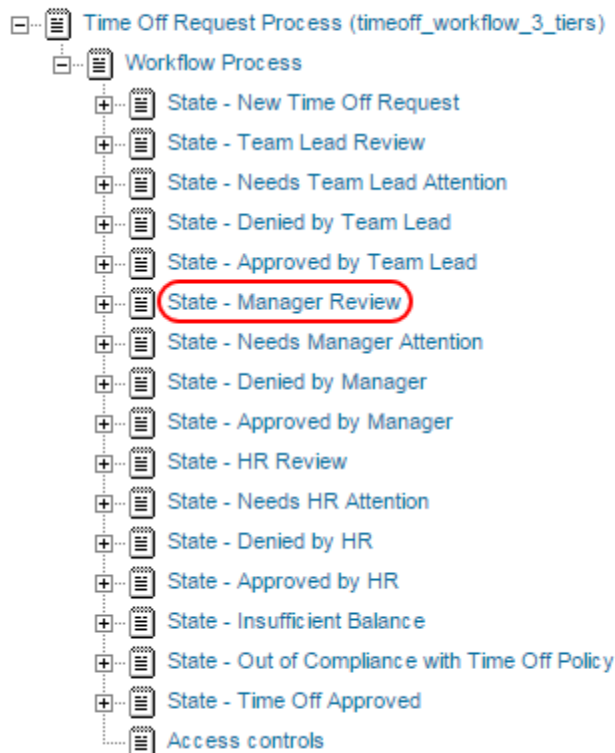 Time Off Request Process (timeoff_workflow_3_tiers)
Workflow Process
State - New Time Off Request
State - Team Lead Review
State - Needs Team Lead Attention
State - Denied by Team Lead
State - Approved by Team Lead
State - Manager Review
State - Needs Manager Attention
State - Denied by Manager
State - Approved by Manager
State - HR Review
State - Needs HR Attention
State - Denied by HR
State - Approved by HR
State - Insufficient Balance
State - Out of Compliance with Time Off Policy
State - Time Off Approved
Access controls